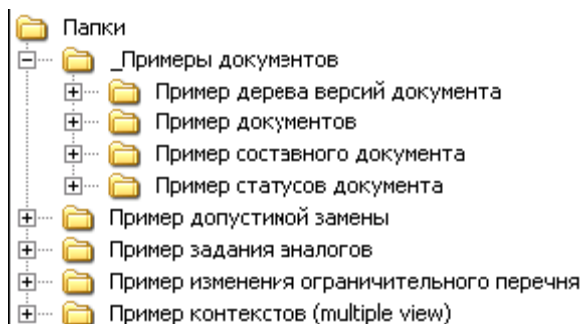 Папки
_Примеры документов
Пример дерева версий документа
Пример документов
Пример составного документа
Пример статусов документа
Пример допустимой замены
Пример задания аналогов
Пример изменения ограничительного перечня
Пример контекстов (multiple view)